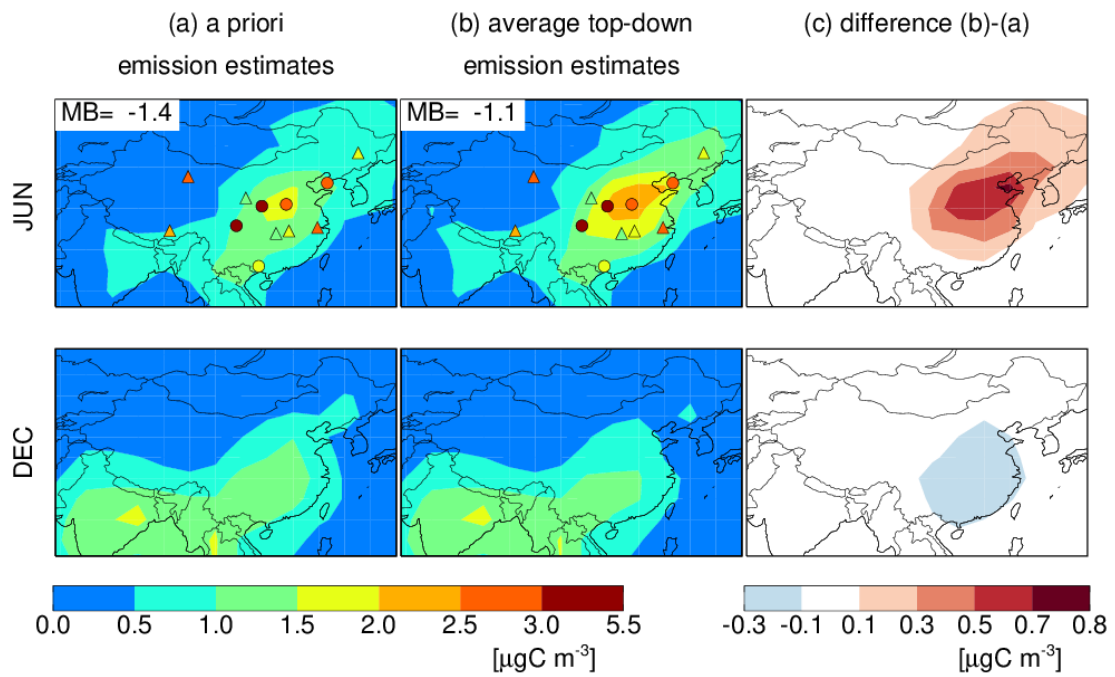 (a) a priori
emission estimates
(b) average top-down
emission estimates
(c) difference (b)-(a)
MB= -1.4
MB= -1.1
JUN
DEC
0.0 0.5 1.0 1.5 2.0 2.5 3.0 5.5
[µgC m⁻³]
-0.3 -0.1 0.1 0.3 0.5 0.7 0.8
[µgC m⁻³]